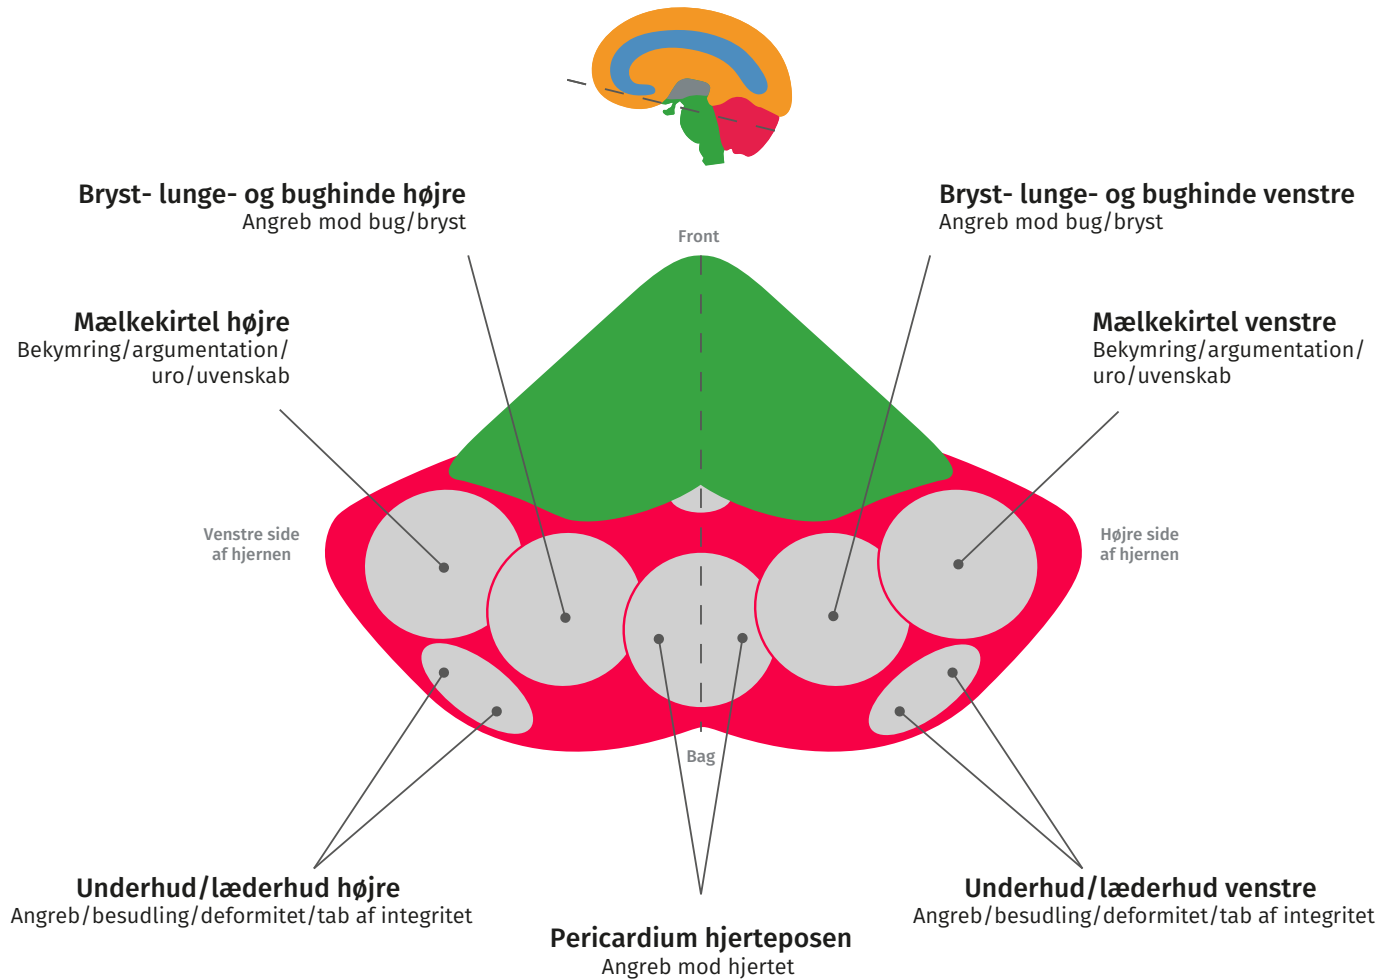 Bryst- lunge- og bughinde højre
Angreb mod bug/bryst
Bryst- lunge- og bughinde venstre
Angreb mod bug/bryst
Front
Mælkekirtel højre
Bekymring/argumentation/
uro/uvenskab
Mælkekirtel venstre
Bekymring/argumentation/
uro/uvenskab
Venstre side
af hjernen
Højre side
af hjernen
Bag
Underhud/læderhud højre
Angreb/besudling/deformitet/tab af integritet
Underhud/læderhud venstre
Angreb/besudling/deformitet/tab af integritet
Pericardium hjerteposen
Angreb mod hjertet